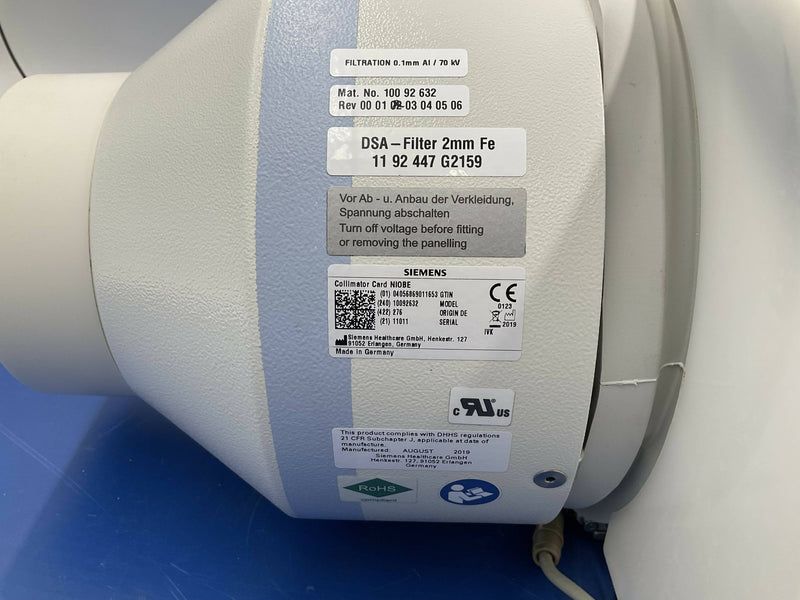 FILTRATION 0.1mm Al / 70 kV
Mat. No. 100 92 632
Rev 00 01 02 03 04 05 06
DSA – Filter 2mm Fe
11 92 447 G2159
Vor Ab - u. Anbau der Verkleidung,
Spannung abschalten
Turn off voltage before fitting
or removing the panelling
SIEMENS
Collimator Card NIOBE
(01) 04056869011653 GTIN
(240) 10092632 MODEL
(422) 276 ORIGIN DE
(21) 11011 SERIAL
CE
0123
2019
IVK
Siemens Healthcare GmbH, Henkestr. 127
91052 Erlangen, Germany
Made in Germany
c RU US
This product complies with DHHS regulations
21 CFR Subchapter J, applicable at date of
manufacture.
Manufactured: AUGUST 2019
Siemens Healthcare GmbH
Henkestr. 127, 91052 Erlangen
Germany
RoHS
compliant